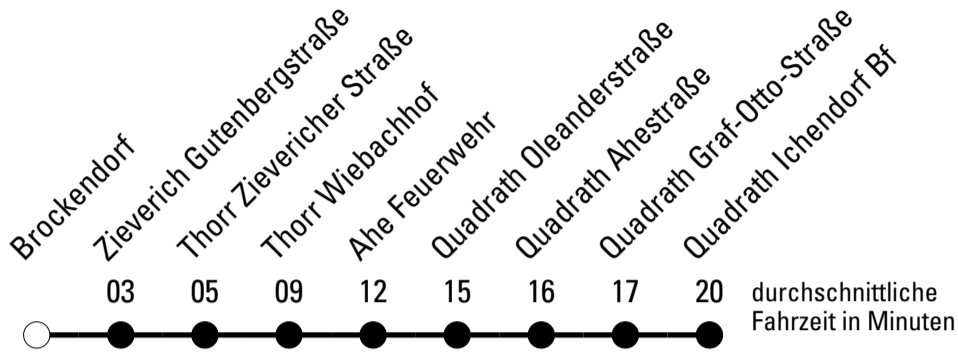 Brockendorf
Zieverich Gutenbergstraße
Thorr Zievericher Straße
Thorr Wiebachhof
Ahe Feuerwehr
Quadrath Oleanderstraße
Quadrath Ahestraße
Quadrath Graf-Otto-Straße
Quadrath Ichendorf Bf
03 05 09 12 15 16 17 20
durchschnittliche
Fahrzeit in Minuten